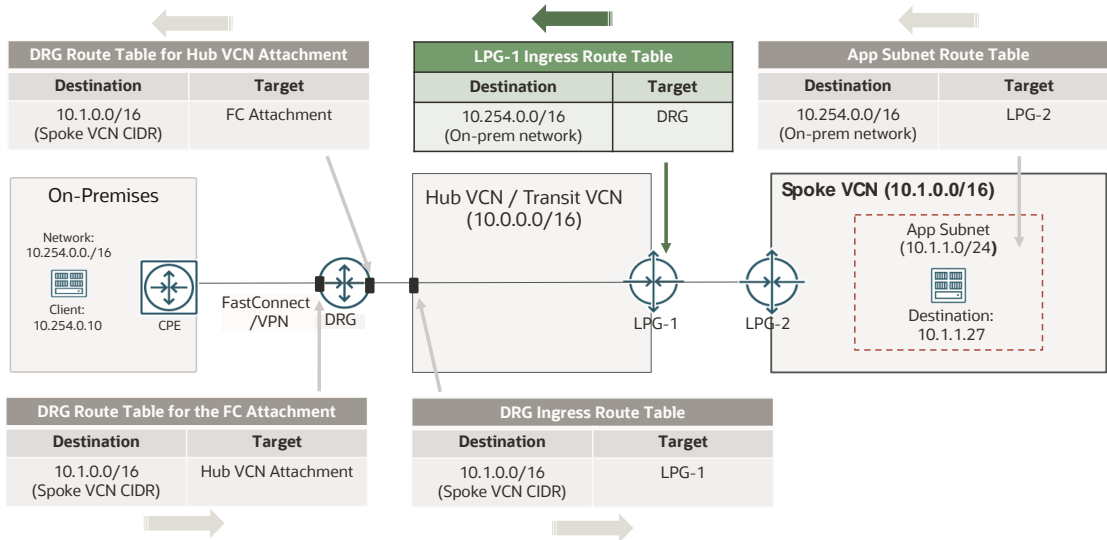 DRG Route Table for Hub VCN Attachment
Destination Target
10.1.0.0/16 FC Attachment
(Spoke VCN CIDR)
LPG-1 Ingress Route Table
Destination Target
10.254.0.0/16 DRG
(On-prem network)
App Subnet Route Table
Destination Target
10.254.0.0/16 LPG-2
(On-prem network)
On-Premises
Network:
10.254.0.0./16
Client:
10.254.0.10
CPE
FastConnect
/VPN
DRG
Hub VCN / Transit VCN
(10.0.0.0/16)
LPG-1
LPG-2
Spoke VCN (10.1.0.0/16)
App Subnet
(10.1.1.0/24)
Destination:
10.1.1.27
DRG Route Table for the FC Attachment
Destination Target
10.1.0.0/16 Hub VCN Attachment
(Spoke VCN CIDR)
DRG Ingress Route Table
Destination Target
10.1.0.0/16 LPG-1
(Spoke VCN CIDR)